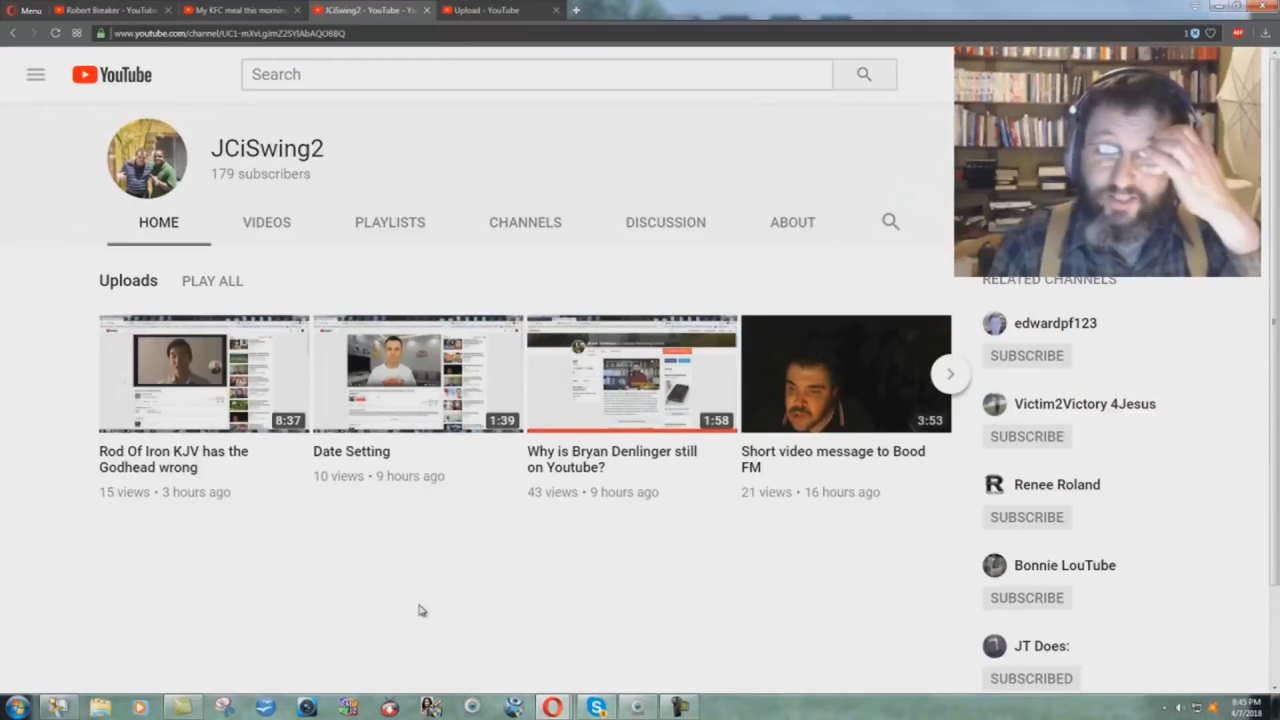 Menu
Robert Breaker - YouTube
My KFC meal this mornin
JCiSwing2 - YouTube - Yo
Upload - YouTube
1
ABP
YouTube
Search
JCiSwing2
179 subscribers
HOME
VIDEOS
PLAYLISTS
CHANNELS
DISCUSSION
ABOUT
Uploads
PLAY ALL
8:37
1:39
1:58
3:53
Rod Of Iron KJV has the
Godhead wrong
15 views • 3 hours ago
Date Setting
10 views • 9 hours ago
Why is Bryan Denlinger still
on Youtube?
43 views • 9 hours ago
Short video message to Bood
FM
21 views • 16 hours ago
RELATED CHANNELS
edwardpf123
SUBSCRIBE
Victim2Victory 4Jesus
SUBSCRIBE
Renee Roland
SUBSCRIBE
Bonnie LouTube
SUBSCRIBE
JT Does:
SUBSCRIBED
8:45 PM
4/7/2018